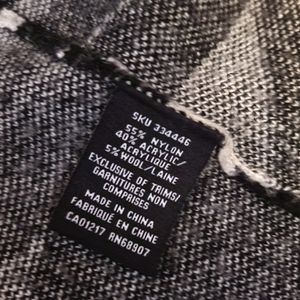 SKU 334446
55% NYLON
40% ACRYLIC/
ACRYLIQUE/
5% WOOL/LAINE
EXCLUSIVE OF TRIMS/
GARNITURES NON
COMPRISES
MADE IN CHINA
FABRIQUE EN CHINE
CA01217 RN68907